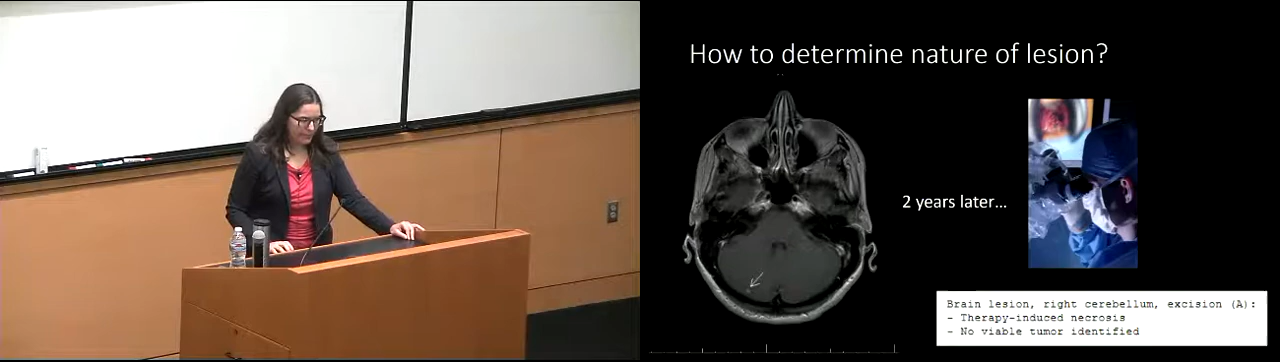 How to determine nature of lesion?
2 years later...
Brain lesion, right cerebellum, excision (A):
- Therapy-induced necrosis
- No viable tumor identified